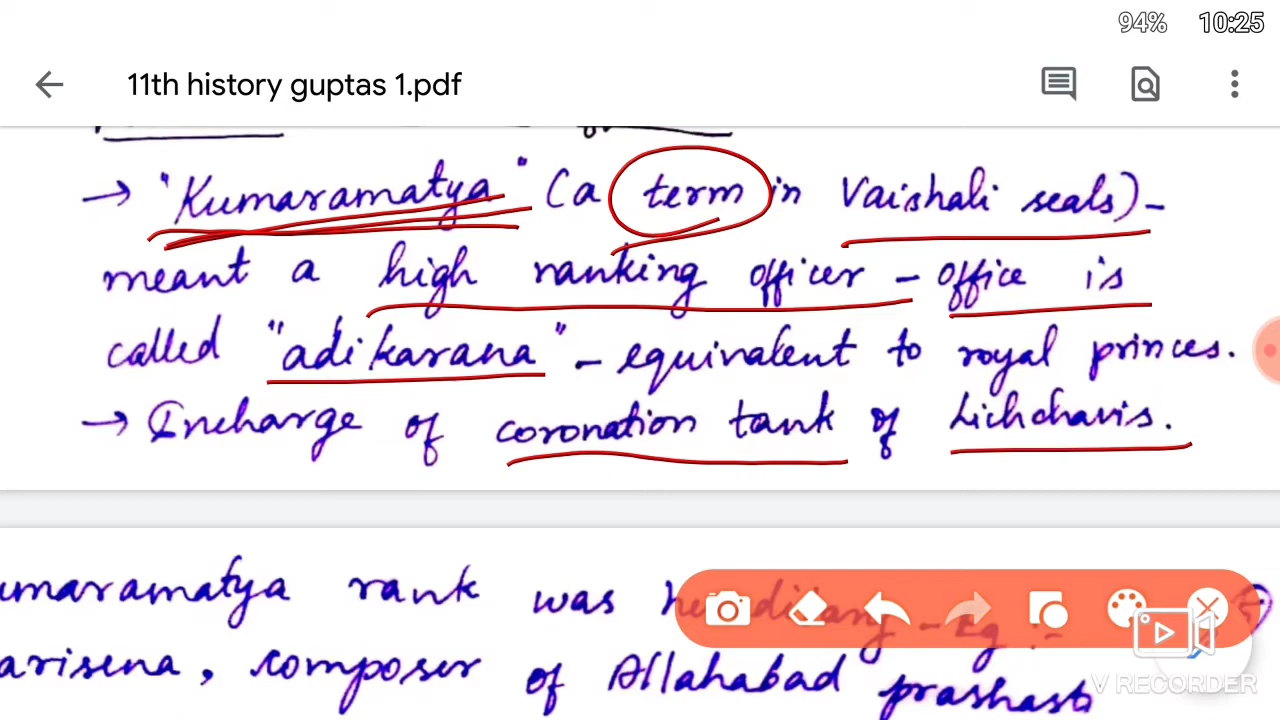 94% 10:25
11th history guptas 1.pdf
→ "Kumaramatya" (a term in Vaishali seals) -
meant a high ranking officer - office is
called "adikarana" - equivalent to royal princes.
→ Incharge of coronation tank of Lichchavis.
umaramatya rank was - Eg :-
arisena, composer of Allahabad prashast
V RECORDER